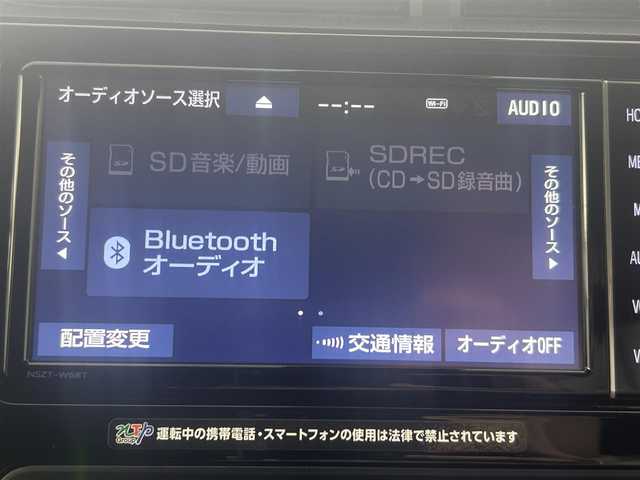 オーディオソース選択
--:--
Wi-Fi
AUDIO
その他のソース
SD音楽/動画
SDREC
(CD→SD録音曲)
その他のソース
Bluetooth
オーディオ
配置変更
交通情報
オーディオOFF
NSZT-W68T
HO
ME
M
AU
V
運転中の携帯電話・スマートフォンの使用は法律で禁止されています